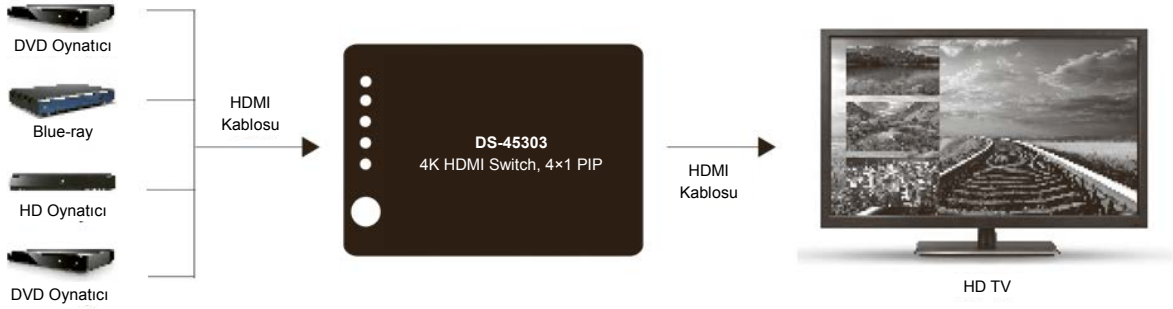 DVD Oynatıcı
Blue-ray
HD Oynatıcı
DVD Oynatıcı
HDMI
Kablosu
DS-45303
4K HDMI Switch, 4×1 PIP
HDMI
Kablosu
HD TV